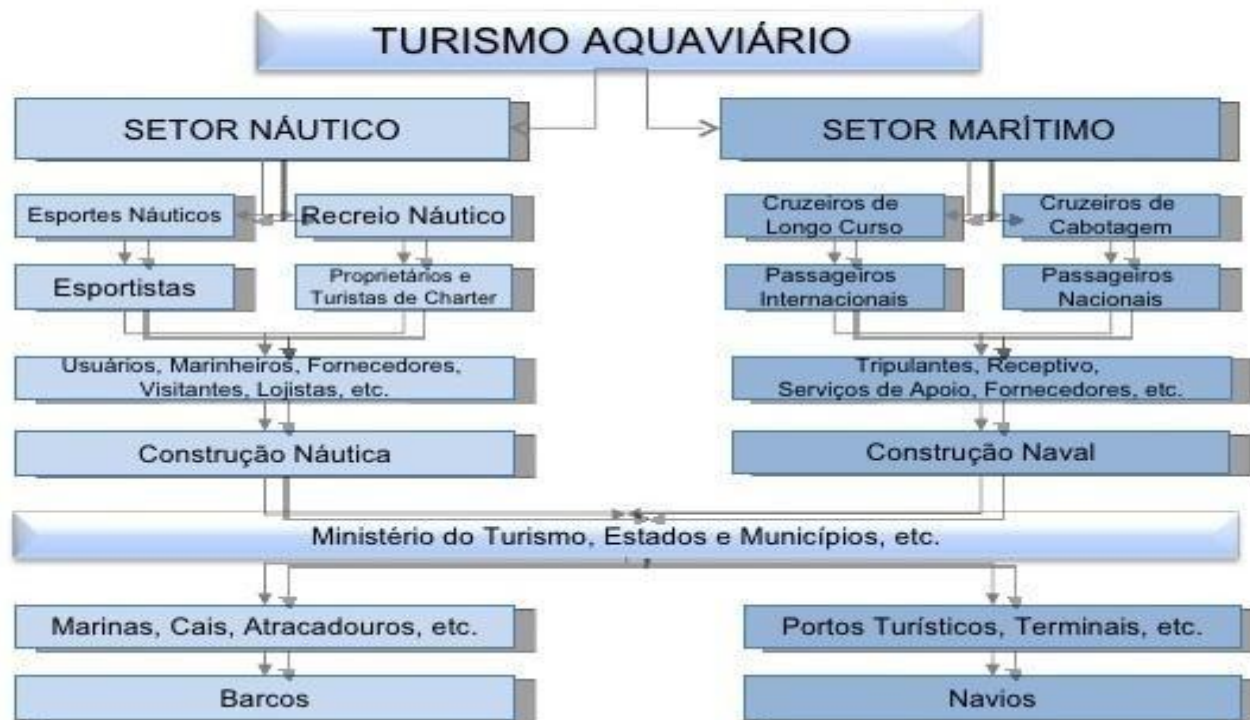 TURISMO AQUAVIÁRIO
SETOR NÁUTICO
SETOR MARÍTIMO
Esportes Náuticos
Recreio Náutico
Cruzeiros de
Longo Curso
Cruzeiros de
Cabotagem
Esportistas
Proprietários e
Turistas de Charter
Passageiros
Internacionais
Passageiros
Nacionais
Usuários, Marinheiros, Fornecedores,
Visitantes, Lojistas, etc.
Tripulantes, Receptivo,
Serviços de Apoio, Fornecedores, etc.
Construção Náutica
Construção Naval
Ministério do Turismo, Estados e Municípios, etc.
Marinas, Cais, Atracadouros, etc.
Portos Turísticos, Terminais, etc.
Barcos
Navios